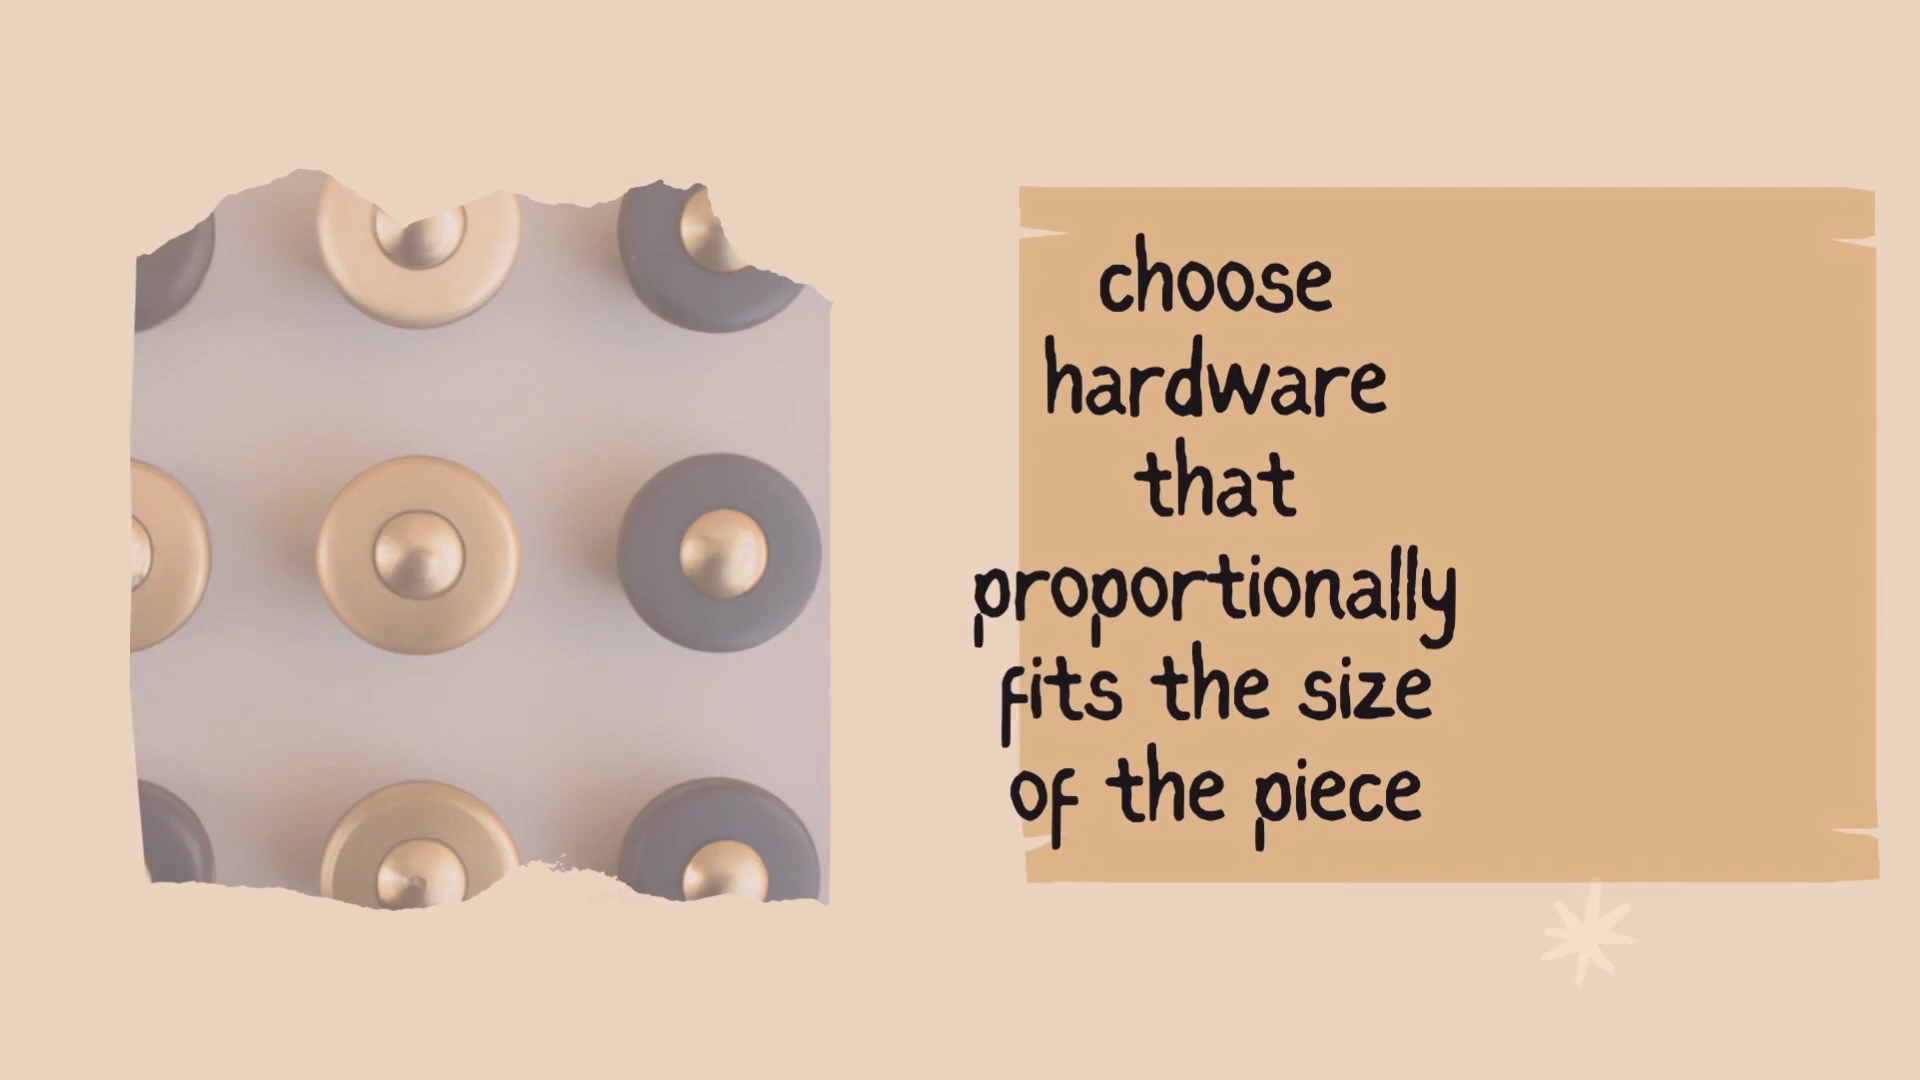 choose
hardware
that
proportionally
fits the size
of the piece